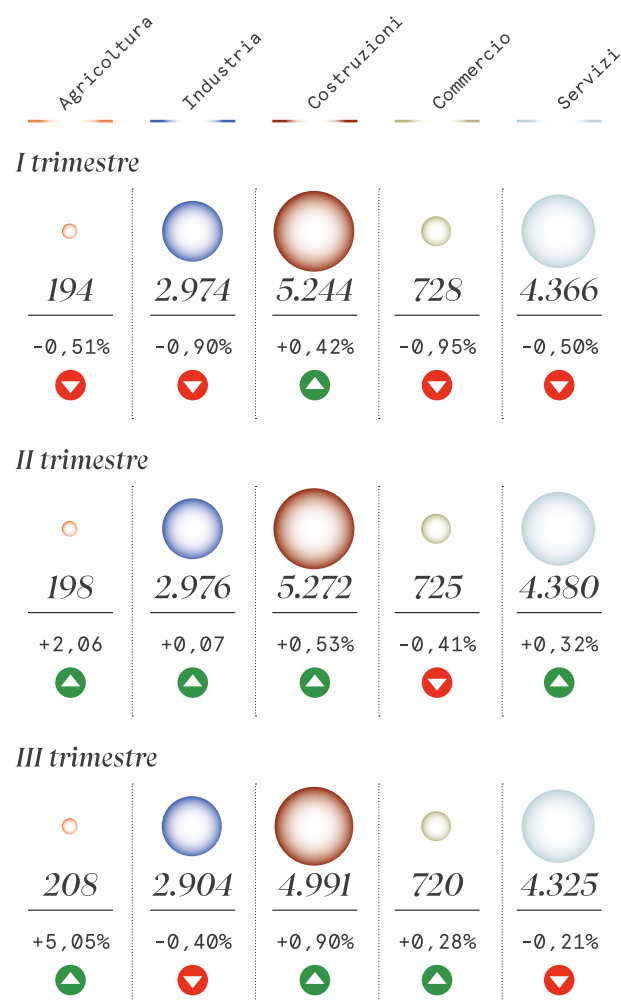 Agricoltura Industria Costruzioni Commercio Servizi
I trimestre
194 2.974 5.244 728 4.366
-0,51% -0,90% +0,42% -0,95% -0,50%
II trimestre
198 2.976 5.272 725 4.380
+2,06 +0,07 +0,53% -0,41% +0,32%
III trimestre
208 2.904 4.991 720 4.325
+5,05% -0,40% +0,90% +0,28% -0,21%